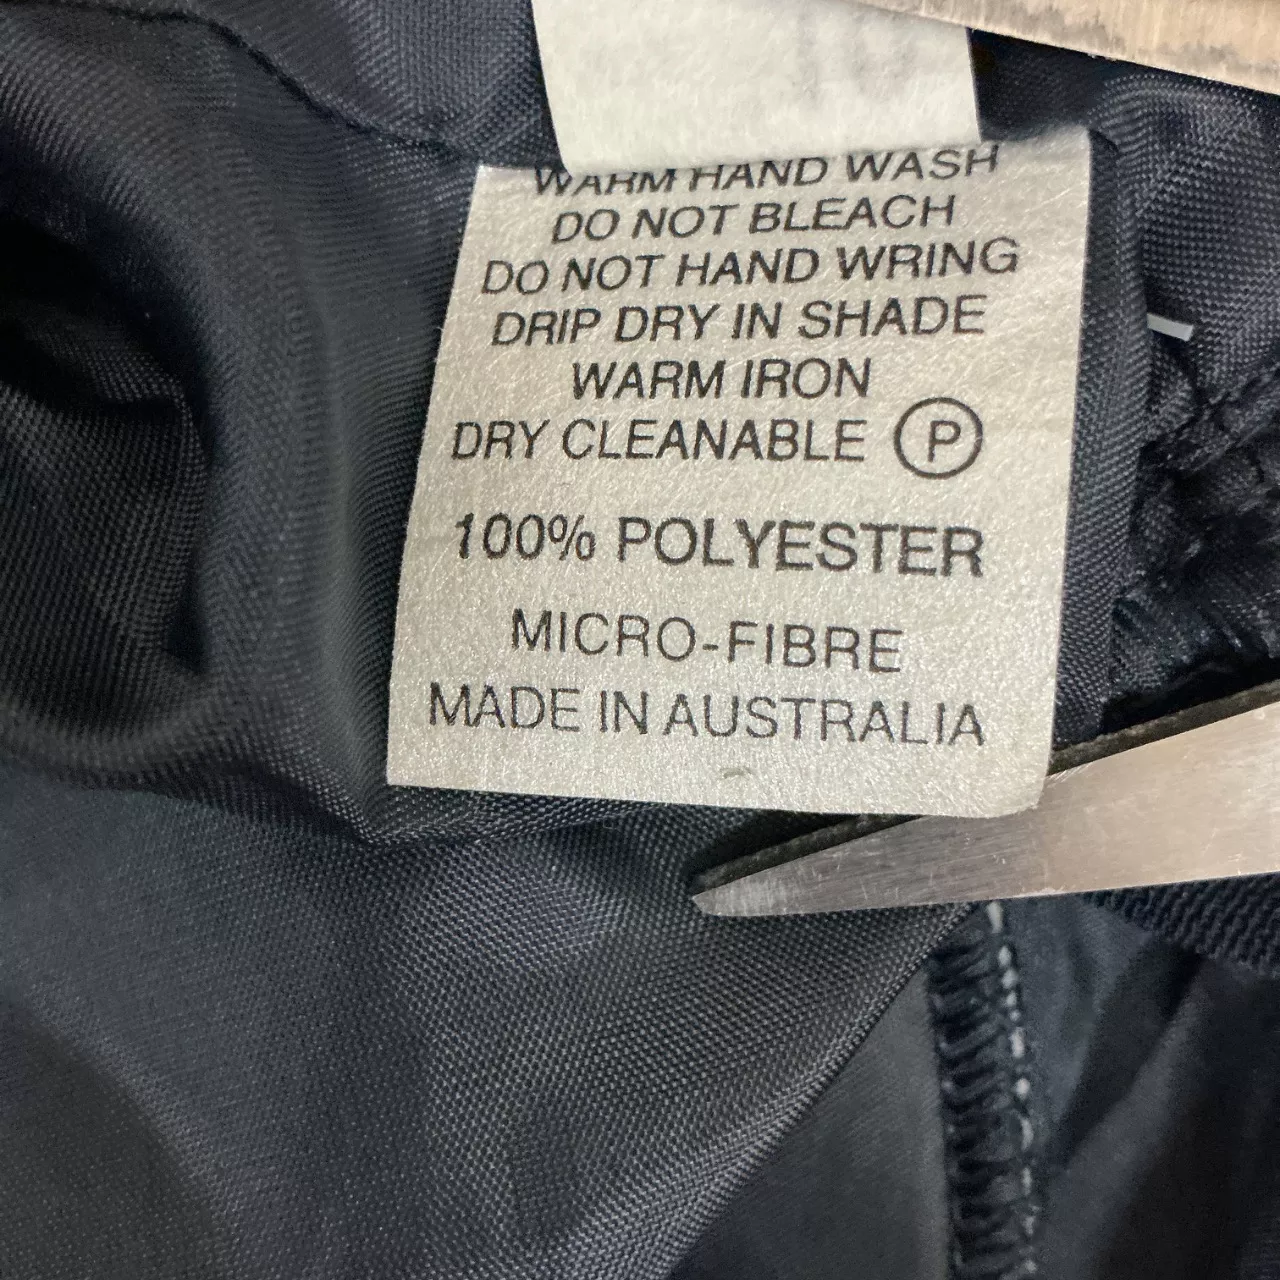 WARM HAND WASH
DO NOT BLEACH
DO NOT HAND WRING
DRIP DRY IN SHADE
WARM IRON
DRY CLEANABLE P
100% POLYESTER
MICRO-FIBRE
MADE IN AUSTRALIA